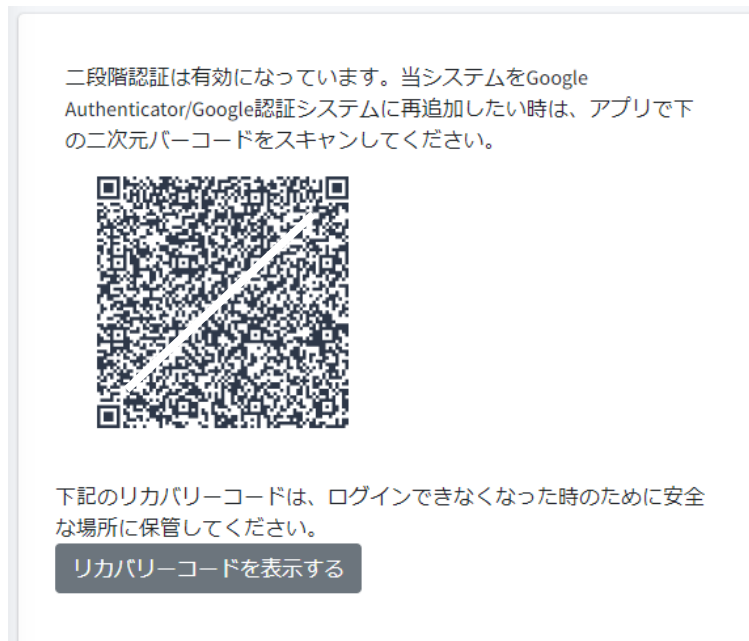 二段階認証は有効になっています。当システムをGoogle
Authenticator/Google認証システムに再追加したい時は、アプリで下
の二次元バーコードをスキャンしてください。
下記のリカバリーコードは、ログインできなくなった時のために安全
な場所に保管してください。
リカバリーコードを表示する